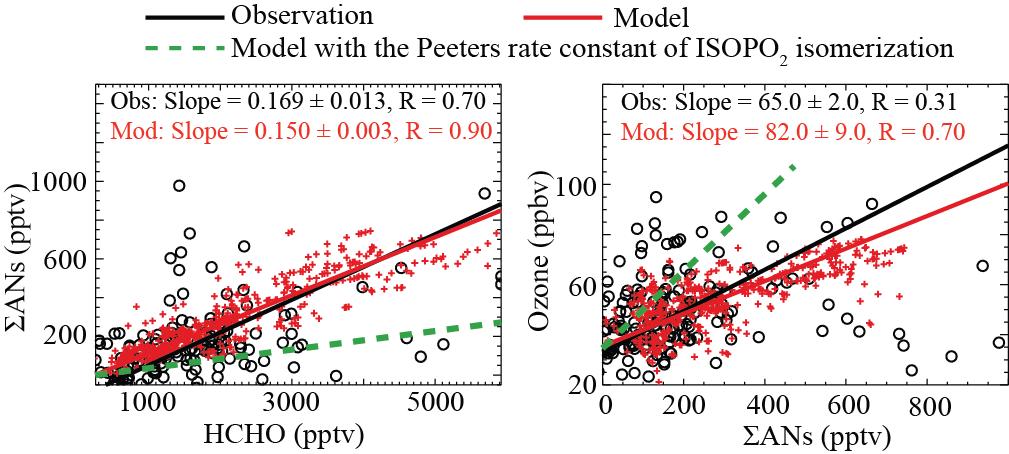 Observation
Model
Model with the Peeters rate constant of ISOPO2 isomerization
Obs: Slope = 0.169 ± 0.013, R = 0.70
Mod: Slope = 0.150 ± 0.003, R = 0.90
ΣANs (pptv)
1000
600
200
1000 3000 5000
HCHO (pptv)
Obs: Slope = 65.0 ± 2.0, R = 0.31
Mod: Slope = 82.0 ± 9.0, R = 0.70
Ozone (ppbv)
100
60
20
0 200 400 600 800
ΣANs (pptv)